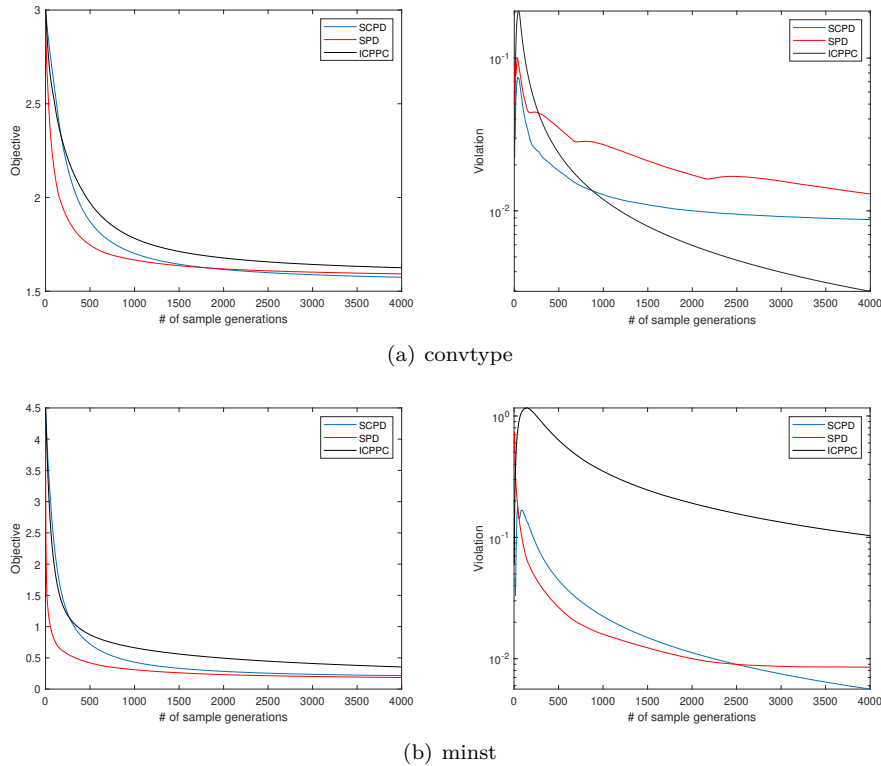 3
2.5
2
1.5
Objective
0
500
1000
1500
2000
2500
3000
3500
4000
# of sample generations
SCPD
SPD
ICPPC
10^-1
10^-2
Violation
0
500
1000
1500
2000
2500
3000
3500
4000
# of sample generations
SCPD
SPD
ICPPC
(a) convtype
4.5
4
3.5
3
2.5
2
1.5
1
0.5
0
Objective
0
500
1000
1500
2000
2500
3000
3500
4000
# of sample generations
SCPD
SPD
ICPPC
10^0
10^-1
10^-2
Violation
0
500
1000
1500
2000
2500
3000
3500
4000
# of sample generations
SCPD
SPD
ICPPC
(b) minst